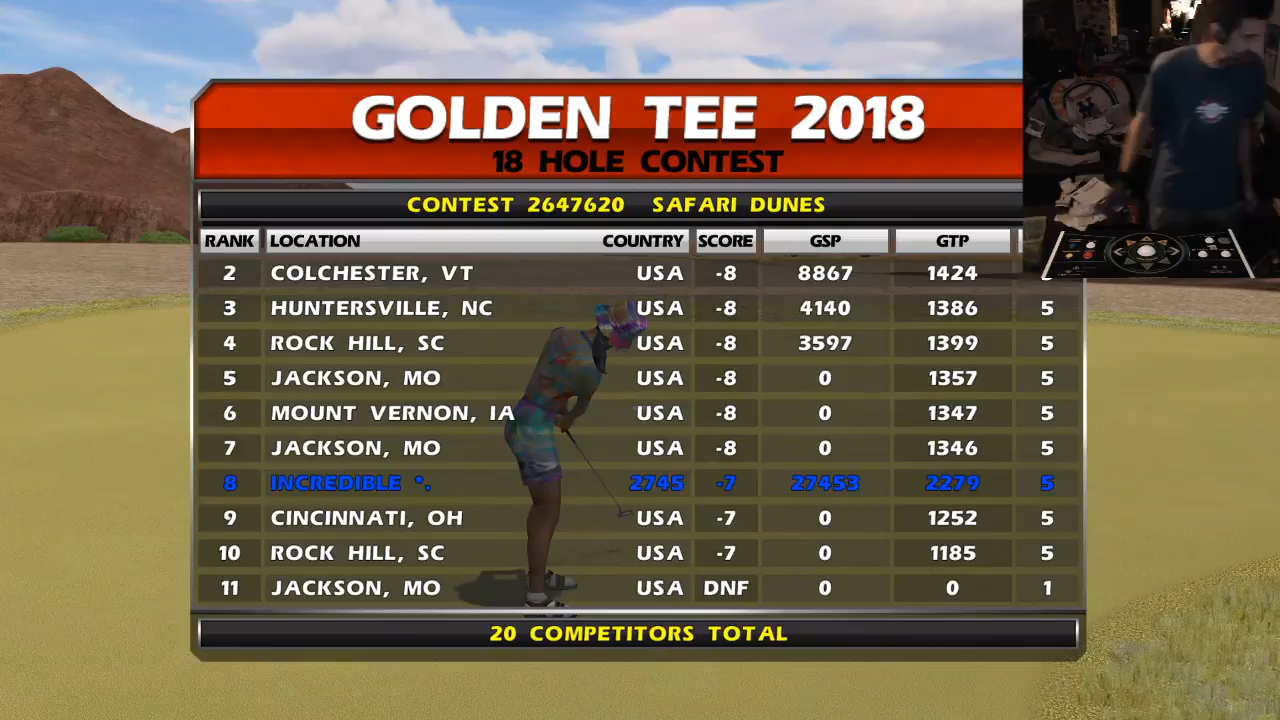 GOLDEN TEE 2018
18 HOLE CONTEST
CONTEST 2647620 SAFARI DUNES
RANK LOCATION COUNTRY SCORE GSP GTP
2 COLCHESTER, VT USA -8 8867 1424
3 HUNTERSVILLE, NC USA -8 4140 1386 5
4 ROCK HILL, SC USA -8 3597 1399 5
5 JACKSON, MO USA -8 0 1357 5
6 MOUNT VERNON, IA USA -8 0 1347 5
7 JACKSON, MO USA -8 0 1346 5
8 INCREDIBLE *. 2745 -7 27453 2279 5
9 CINCINNATI, OH USA -7 0 1252 5
10 ROCK HILL, SC USA -7 0 1185 5
11 JACKSON, MO USA DNF 0 0 1
20 COMPETITORS TOTAL